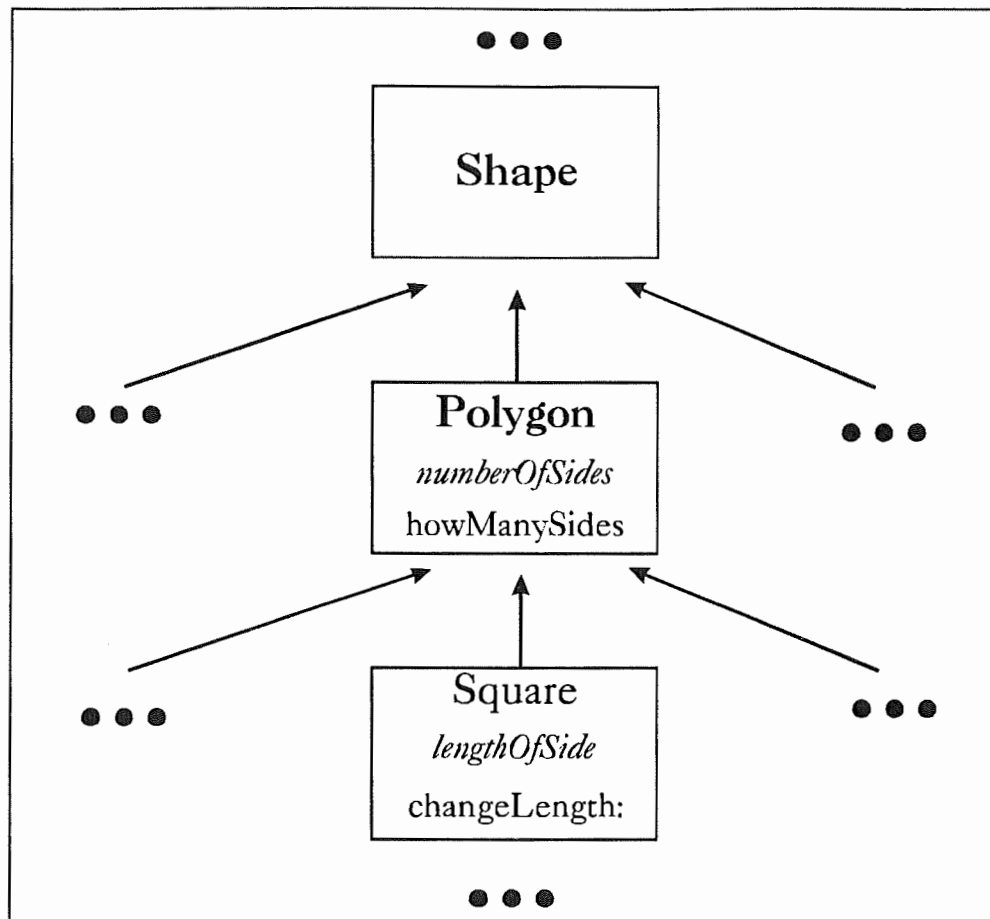 Shape
Polygon
numberOfSides
howManySides
Square
lengthOfSide
changeLength: